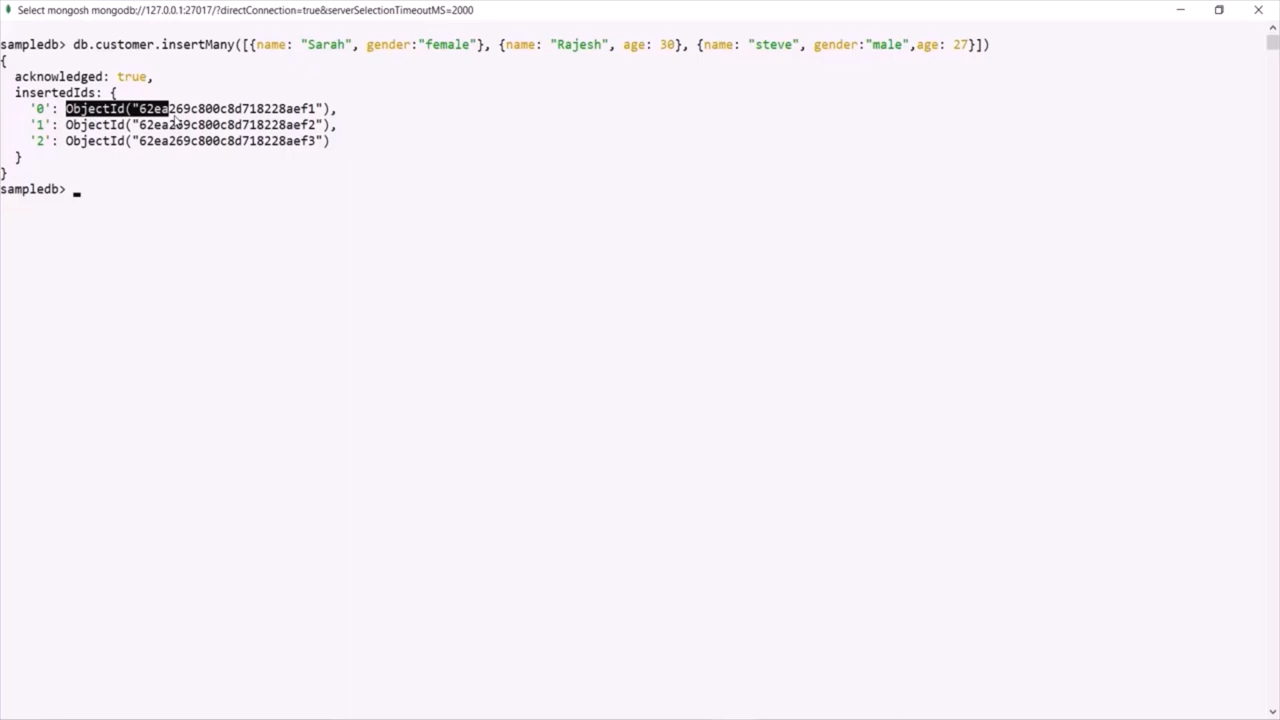 Select mongosh mongodb://127.0.0.1:27017/?directConnection=true&serverSelectionTimeoutMS=2000
sampledb> db.customer.insertMany([{name: "Sarah", gender:"female"}, {name: "Rajesh", age: 30}, {name: "steve", gender:"male",age: 27}])
{
  acknowledged: true,
  insertedIds: {
    '0': ObjectId("62ea269c800c8d718228aef1"),
    '1': ObjectId("62ea269c800c8d718228aef2"),
    '2': ObjectId("62ea269c800c8d718228aef3")
  }
}
sampledb>